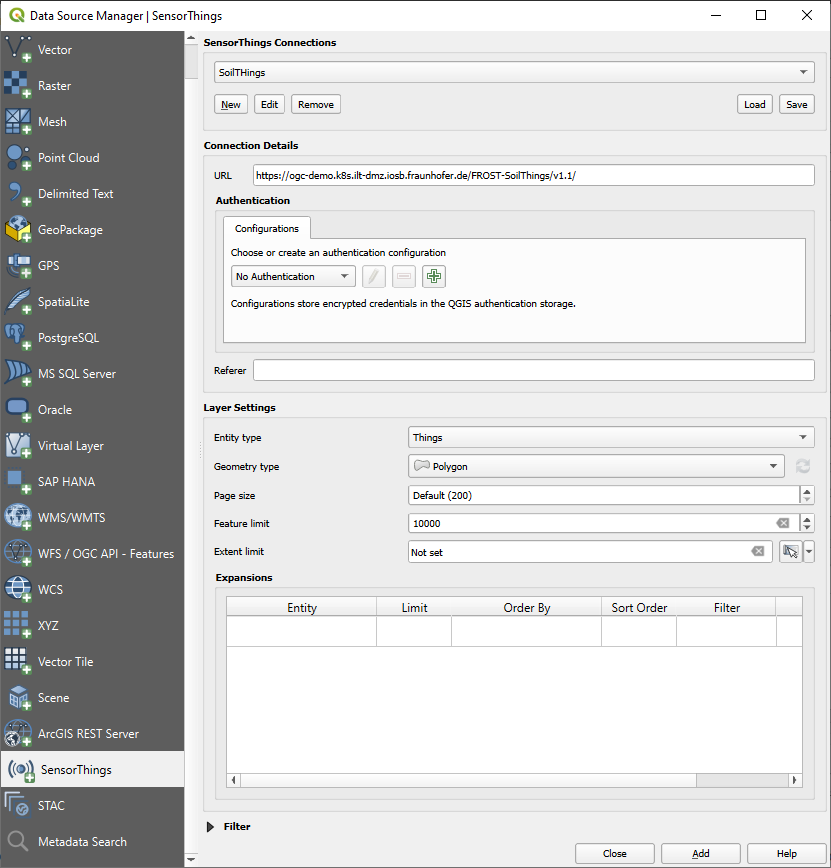 Data Source Manager | SensorThings
Vector
Raster
Mesh
Point Cloud
Delimited Text
GeoPackage
GPS
SpatiaLite
PostgreSQL
MS SQL Server
Oracle
Virtual Layer
SAP HANA
WMS/WMTS
WFS / OGC API - Features
WCS
XYZ
Vector Tile
Scene
ArcGIS REST Server
SensorThings
STAC
Metadata Search
SensorThings Connections
SoilTHings
New Edit Remove Load Save
Connection Details
URL https://ogc-demo.k8s.ilt-dmz.iosb.fraunhofer.de/FROST-SoilThings/v1.1/
Authentication
Configurations
Choose or create an authentication configuration
No Authentication
Configurations store encrypted credentials in the QGIS authentication storage.
Referer
Layer Settings
Entity type Things
Geometry type Polygon
Page size Default (200)
Feature limit 10000
Extent limit Not set
Expansions
Entity Limit Order By Sort Order Filter
Filter
Close Add Help